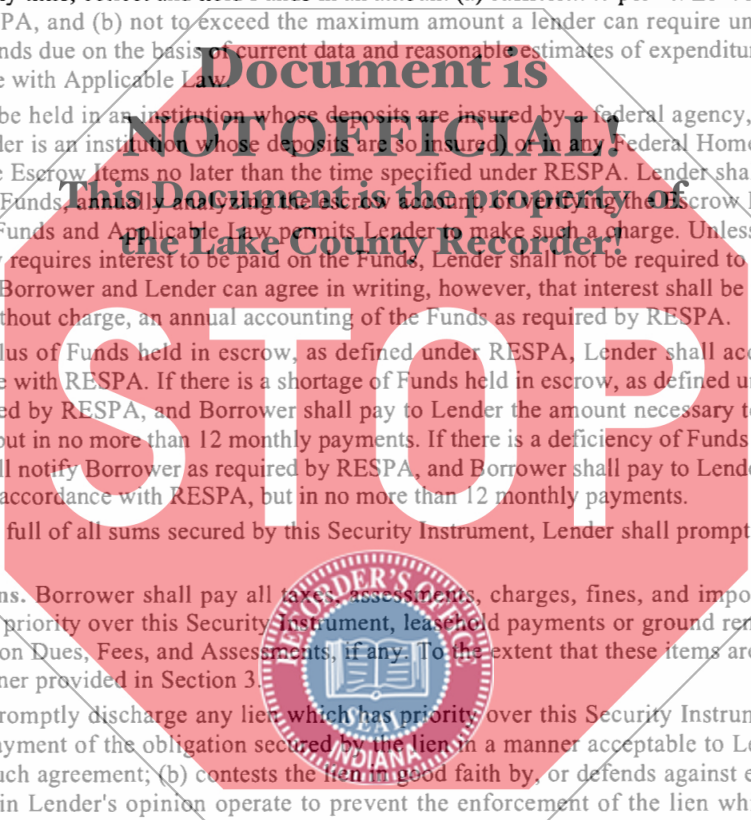 PA, and (b) not to exceed the maximum amount a lender can require un
nds due on the basis of current data and reasonable estimates of expenditu
e with Applicable Law.
Document is
be held in an institution whose deposits are insured by a federal agency,
NOT OFFICIAL!
der is an institution whose deposits are so insured) or in any Federal Home
e Escrow Items no later than the time specified under RESPA. Lender sha
This Document is the property of
Funds, annually analyzing the escrow account, or verifying the Escrow
the Lake County Recorder!
Funds and Applicable Law permits Lender to make such a charge. Unless
requires interest to be paid on the Funds, Lender shall not be required to
Borrower and Lender can agree in writing, however, that interest shall be
thout charge, an annual accounting of the Funds as required by RESPA.
STOP
lus of Funds held in escrow, as defined under RESPA, Lender shall acc
e with RESPA. If there is a shortage of Funds held in escrow, as defined u
ed by RESPA, and Borrower shall pay to Lender the amount necessary t
but in no more than 12 monthly payments. If there is a deficiency of Funds
ll notify Borrower as required by RESPA, and Borrower shall pay to Lende
accordance with RESPA, but in no more than 12 monthly payments.
full of all sums secured by this Security Instrument, Lender shall prompt
ns. Borrower shall pay all taxes, assessments, charges, fines, and impo
priority over this Security Instrument, leasehold payments or ground ren
on Dues, Fees, and Assessments, if any. To the extent that these items are
ner provided in Section 3.
RECORDER'S OFFICE
SEAL
INDIANA
romptly discharge any lien which has priority over this Security Instrum
ayment of the obligation secured by the lien in a manner acceptable to Le
uch agreement; (b) contests the lien in good faith by, or defends against e
in Lender's opinion operate to prevent the enforcement of the lien whi